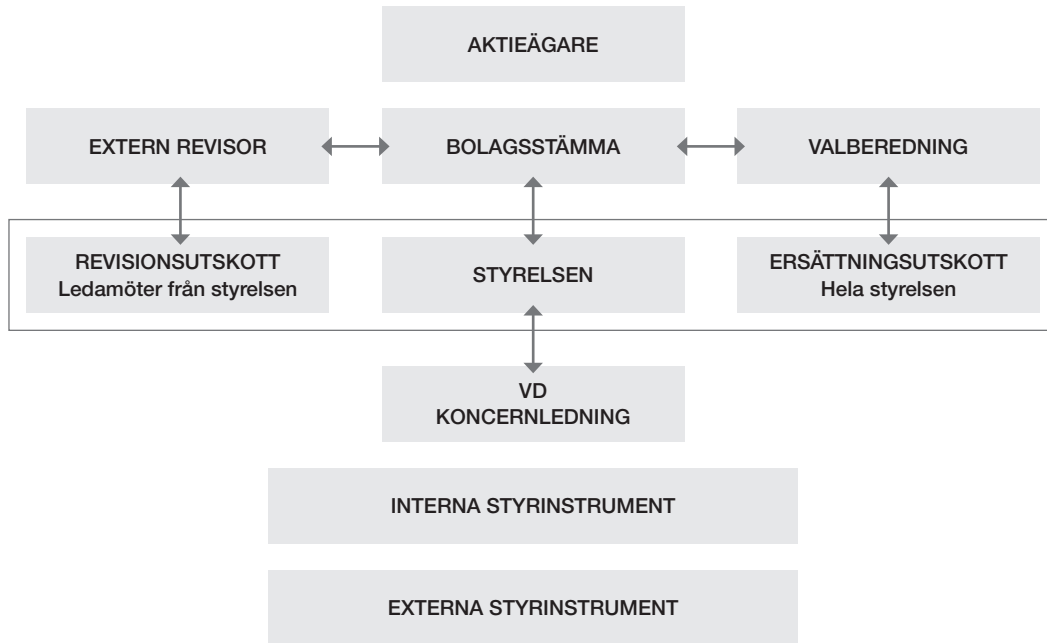 AKTIEÄGARE
EXTERN REVISOR
BOLAGSSTÄMMA
VALBEREDNING
REVISIONSUTSKOTT
Ledamöter från styrelsen
STYRELSEN
ERSÄTTNINGSUTSKOTT
Hela styrelsen
VD
KONCERNLEDNING
INTERNA STYRINSTRUMENT
EXTERNA STYRINSTRUMENT